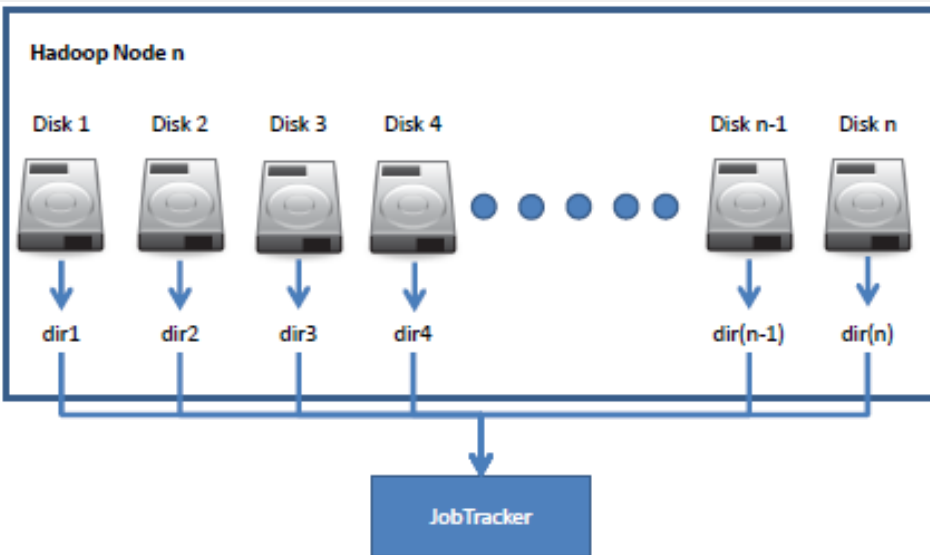 Hadoop Node n
Disk 1 Disk 2 Disk 3 Disk 4 Disk n-1 Disk n
dir1 dir2 dir3 dir4 dir(n-1) dir(n)
JobTracker